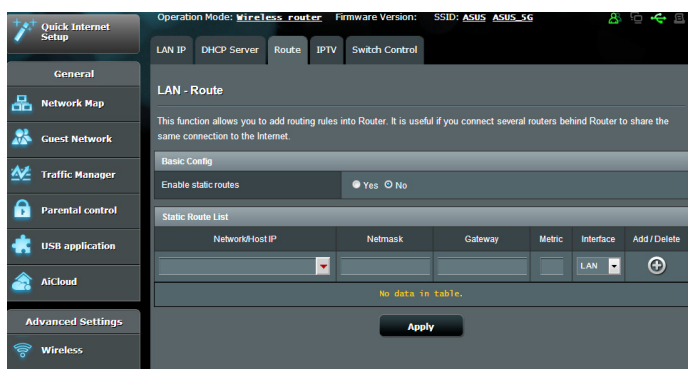 Operation Mode: Wireless router Firmware Version: SSID: ASUS ASUS_5G
Quick Internet Setup
LAN IP DHCP Server Route IPTV Switch Control
General
Network Map
Guest Network
Traffic Manager
Parental control
USB application
AiCloud
Advanced Settings
Wireless
LAN - Route
This function allows you to add routing rules into Router. It is useful if you connect several routers behind Router to share the
same connection to the Internet.
Basic Config
Enable static routes Yes No
Static Route List
Network/Host IP Netmask Gateway Metric Interface Add / Delete
LAN
No data in table.
Apply